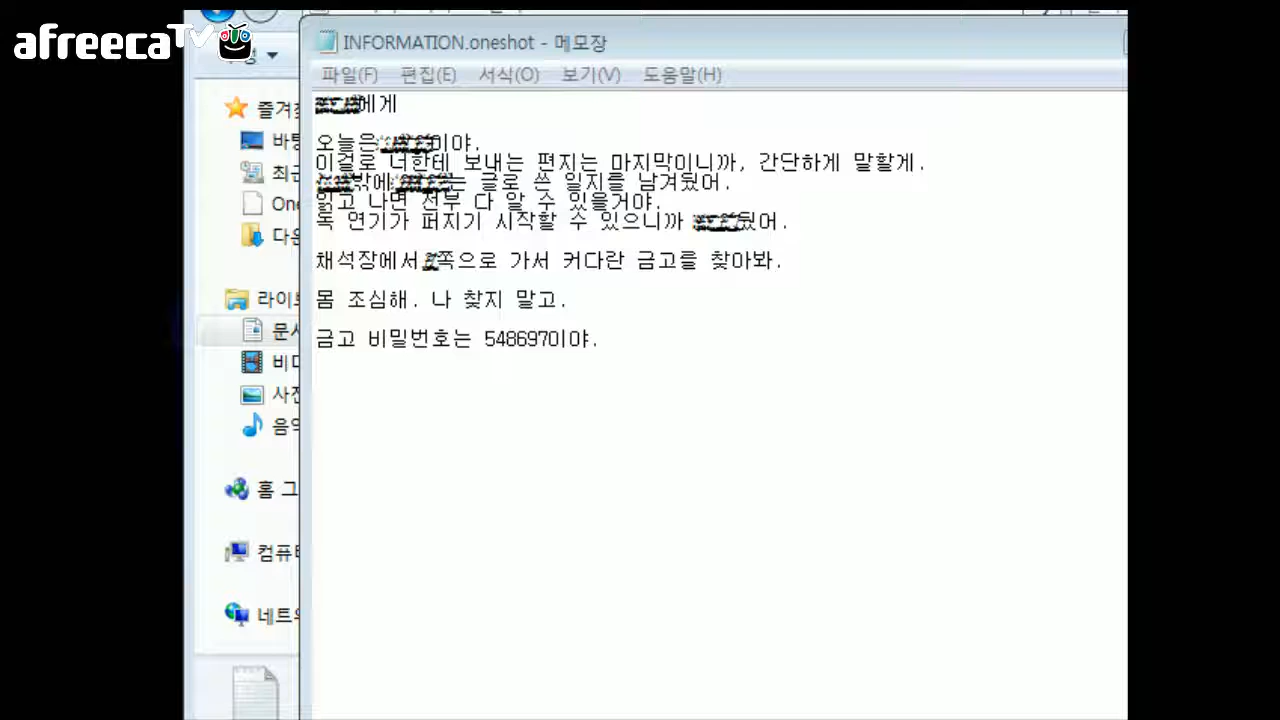 afreecaTV
INFORMATION.oneshot - 메모장
파일(F) 편집(E) 서식(O) 보기(V) 도움말(H)
즐겨찾
바탕
최근
One
다운
라이브
문서
비디
사진
음악
홈 그
컴퓨터
네트워
에게
오늘은 이야.
이걸로 너한테 보내는 편지는 마지막이니까, 간단하게 말할게.
밖에 는 글로 쓴 일지를 남겨뒀어.
읽고 나면 전부 다 알 수 있을거야.
독 연기가 퍼지기 시작할 수 있으니까 뒀어.
채석장에서 쪽으로 가서 커다란 금고를 찾아봐.
몸 조심해. 나 찾지 말고.
금고 비밀번호는 548697이야.